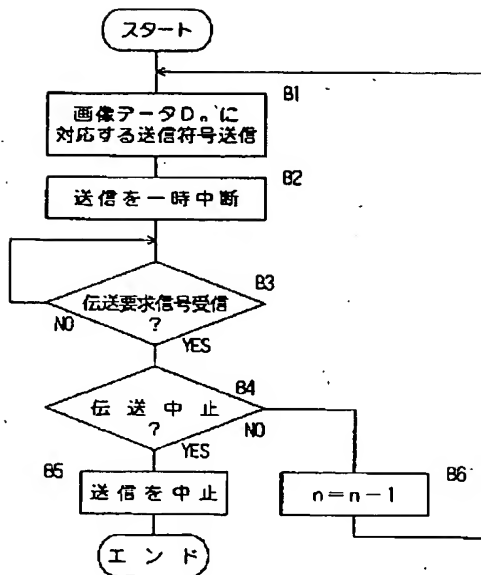 スタート
B1
画像データDn'に
対応する送信符号送信
B2
送信を一時中断
B3
伝送要求信号受信
?
NO
YES
B4
伝送中止
?
NO
YES
B5
送信を中止
B6
n=n-1
エンド